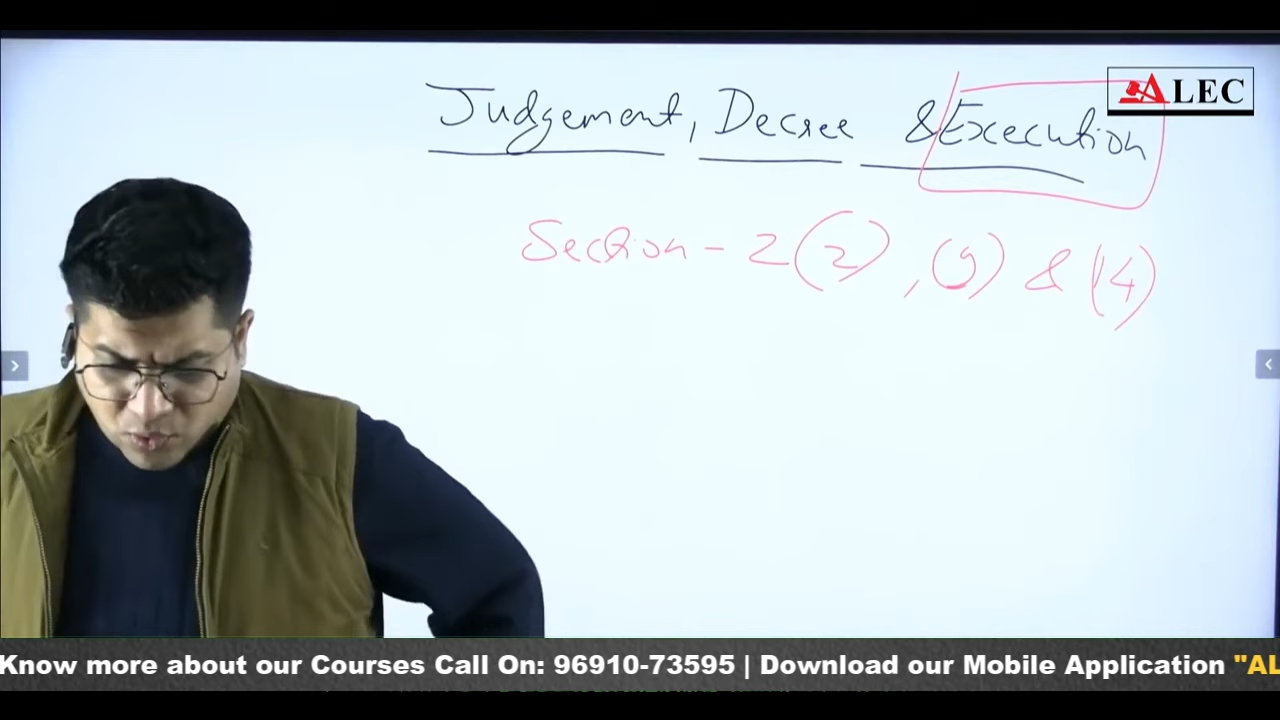 ALEC
Judgement, Decree & Execution
Section - 2(2), (9) & (14)
Know more about our Courses Call On: 96910-73595 | Download our Mobile Application "AL